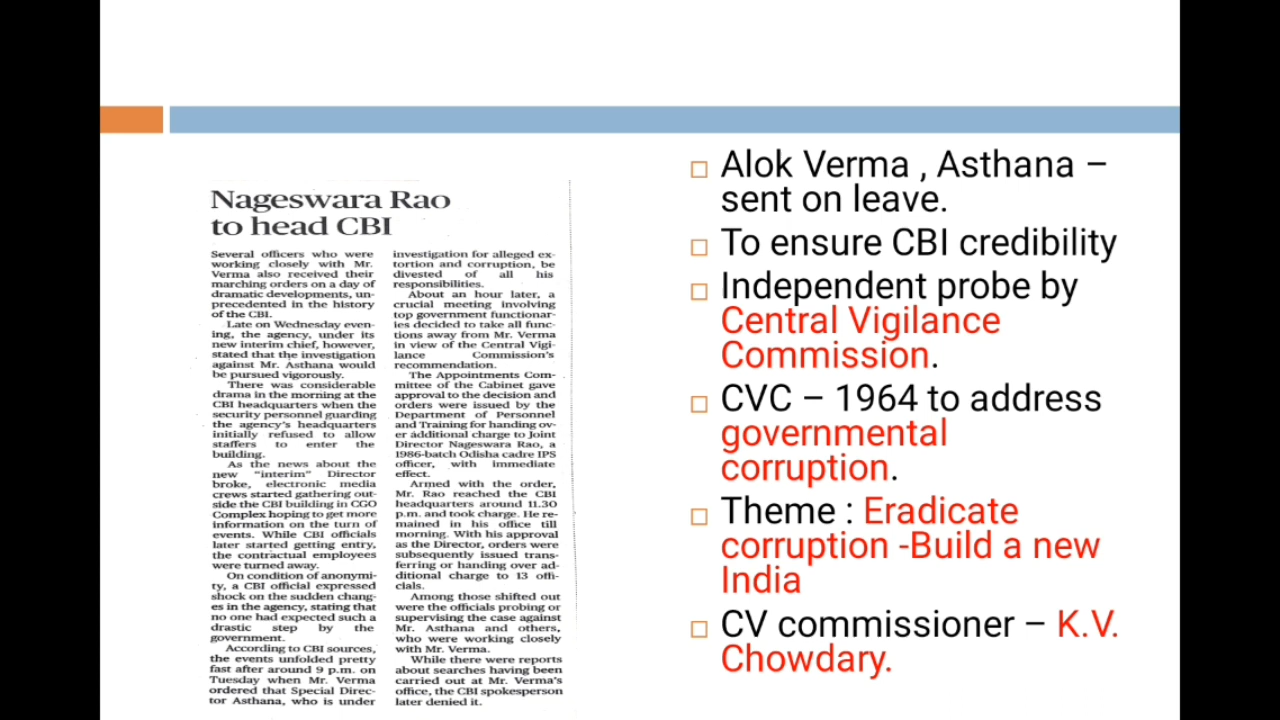 Nageswara Rao
to head CBI
Several officers who were
working closely with Mr.
Verma also received their
marching orders on a day of
dramatic developments, un-
precedented in the history
of the CBI.
Late on Wednesday even-
ing, the agency, under its
new interim chief, however,
stated that the investigation
against Mr. Asthana would
be pursued vigorously.
There was considerable
drama in the morning at the
CBI headquarters when the
security personnel guarding
the agency's headquarters
initially refused to allow
staffers to enter the
building.
As the news about the
new "interim" Director
broke, electronic media
crews started gathering out-
side the CBI building in CGO
Complex hoping to get more
information on the turn of
events. While CBI officials
later started getting entry,
the contractual employees
were turned away.
On condition of anonymi-
ty, a CBI official expressed
shock on the sudden chang-
es in the agency, stating that
no one had expected such a
drastic step by the
government.
According to CBI sources,
the events unfolded pretty
fast after around 9 p.m. on
Tuesday when Mr. Verma
ordered that Special Direc-
tor Asthana, who is under
investigation for alleged ex-
tortion and corruption, be
divested of all his
responsibilities.
About an hour later, a
crucial meeting involving
top government functionar-
ies decided to take all func-
tions away from Mr. Verma
in view of the Central Vigi-
lance Commission's
recommendation.
The Appointments Com-
mittee of the Cabinet gave
approval to the decision and
orders were issued by the
Department of Personnel
and Training for handing ov-
er additional charge to Joint
Director Nageswara Rao, a
1986-batch Odisha cadre IPS
officer, with immediate
effect.
Armed with the order,
Mr. Rao reached the CBI
headquarters around 11.30
p.m. and took charge. He re-
mained in his office till
morning. With his approval
as the Director, orders were
subsequently issued trans-
ferring or handing over ad-
ditional charge to 13 offi-
cials.
Among those shifted out
were the officials probing or
supervising the case against
Mr. Asthana and others,
who were working closely
with Mr. Verma.
While there were reports
about searches having been
carried out at Mr. Verma's
office, the CBI spokesperson
later denied it.
Alok Verma , Asthana –
sent on leave.
To ensure CBI credibility
Independent probe by
Central Vigilance
Commission.
CVC – 1964 to address
governmental
corruption.
Theme : Eradicate
corruption -Build a new
India
CV commissioner – K.V.
Chowdary.